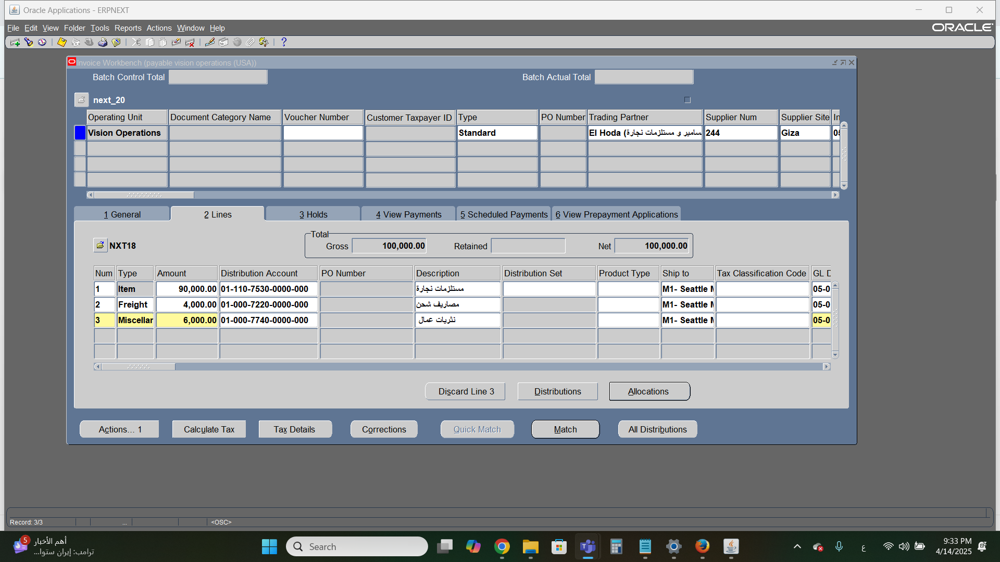 Oracle Applications - ERPNEXT
File Edit View Folder Tools Reports Actions Window Help
ORACLE
Invoice Workbench (payable vision operations (USA))
Batch Control Total
Batch Actual Total
next_20
Operating Unit Document Category Name Voucher Number Customer Taxpayer ID Type PO Number Trading Partner Supplier Num Supplier Site
Vision Operations Standard El Hoda (سامير و مستلزمات نجارة 244 Giza
1 General 2 Lines 3 Holds 4 View Payments 5 Scheduled Payments 6 View Prepayment Applications
Total
NXT18 Gross 100,000.00 Retained Net 100,000.00
Num Type Amount Distribution Account PO Number Description Distribution Set Product Type Ship to Tax Classification Code GL D
1 Item 90,000.00 01-110-7530-0000-000 مستلزمات نجارة M1- Seattle M 05-0
2 Freight 4,000.00 01-000-7220-0000-000 مصاريف شحن M1- Seattle M 05-0
3 Miscellar 6,000.00 01-000-7740-0000-000 نثريات عمال M1- Seattle M 05-0
Discard Line 3 Distributions Allocations
Actions... 1 Calculate Tax Tax Details Corrections Quick Match Match All Distributions
Record: 3/3 ... <OSC>
5
أهم الأخبار
ترامب: إيران ستوا...
Search
ع
9:33 PM
4/14/2025